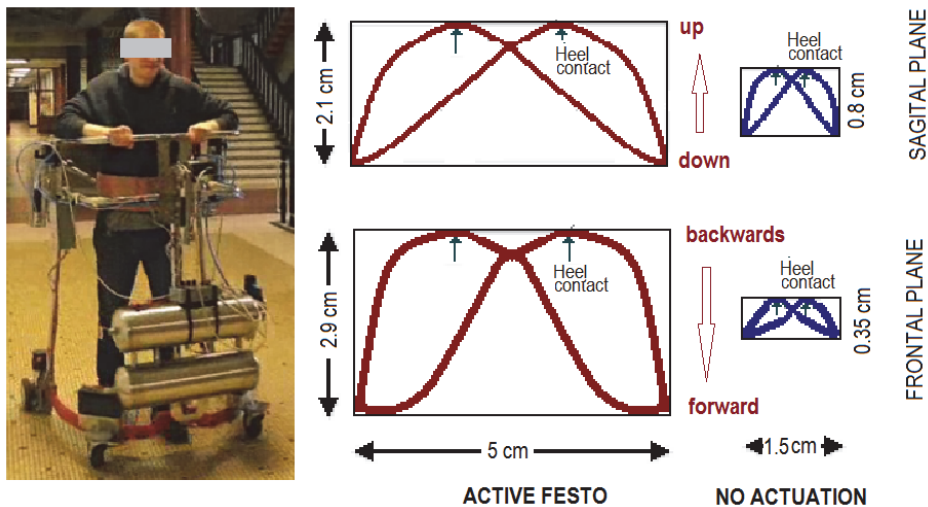 up
2.1 cm
Heel
contact
down
Heel
contact
0.8 cm
SAGITAL PLANE
backwards
2.9 cm
Heel
contact
forward
Heel
contact
0.35 cm
FRONTAL PLANE
5 cm
1.5 cm
ACTIVE FESTO
NO ACTUATION